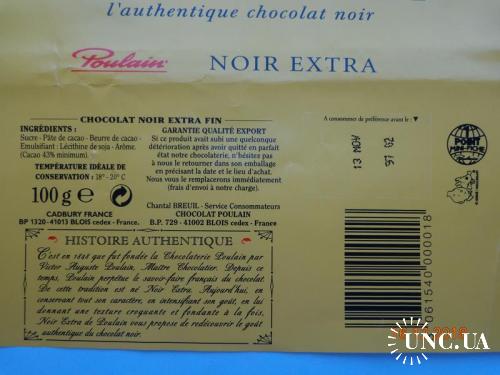 l'authentique chocolat noir
Poulain NOIR EXTRA
CHOCOLAT NOIR EXTRA FIN
INGRÉDIENTS :
Sucre - Pâte de cacao - Beurre de cacao -
Emulsifiant : Lécithine de soja - Arôme.
(Cacao 43% minimum).
TEMPÉRATURE IDÉALE DE
CONSERVATION : 18° - 20° C
100 g e
CADBURY FRANCE
BP 1320 - 41013 BLOIS cedex - France.
GARANTIE QUALITÉ EXPORT
Si ce produit avait subi une quelconque
détérioration après avoir quitté en parfait
état notre chocolaterie, n'hésitez pas
à nous le retourner dans son emballage
en précisant la date et le lieu d'achat.
Nous vous le remplacerons immédiatement
(frais d'envoi à notre charge).
Chantal BREUIL - Service Consommateurs
CHOCOLAT POULAIN
B.P. 729 - 41002 BLOIS cedex - France.
A consommer de préférence avant le :
13 NOV
POINT
HISTOIRE AUTHENTIQUE
C'est en 1848 que fut fondée la Chocolaterie Poulain par
Victor Auguste Poulain, Maître Chocolatier. Depuis ce
temps, Poulain perpétue le savoir-faire français du chocolat.
De cette tradition est né Noir Extra. Aujourd'hui, en
conservant tout son caractère, en intensifiant son goût, en lui
donnant une texture croquante et fondante à la fois,
Noir Extra de Poulain vous propose de redécouvrir le goût
authentique du chocolat noir.
061540 000018
UNC.UA